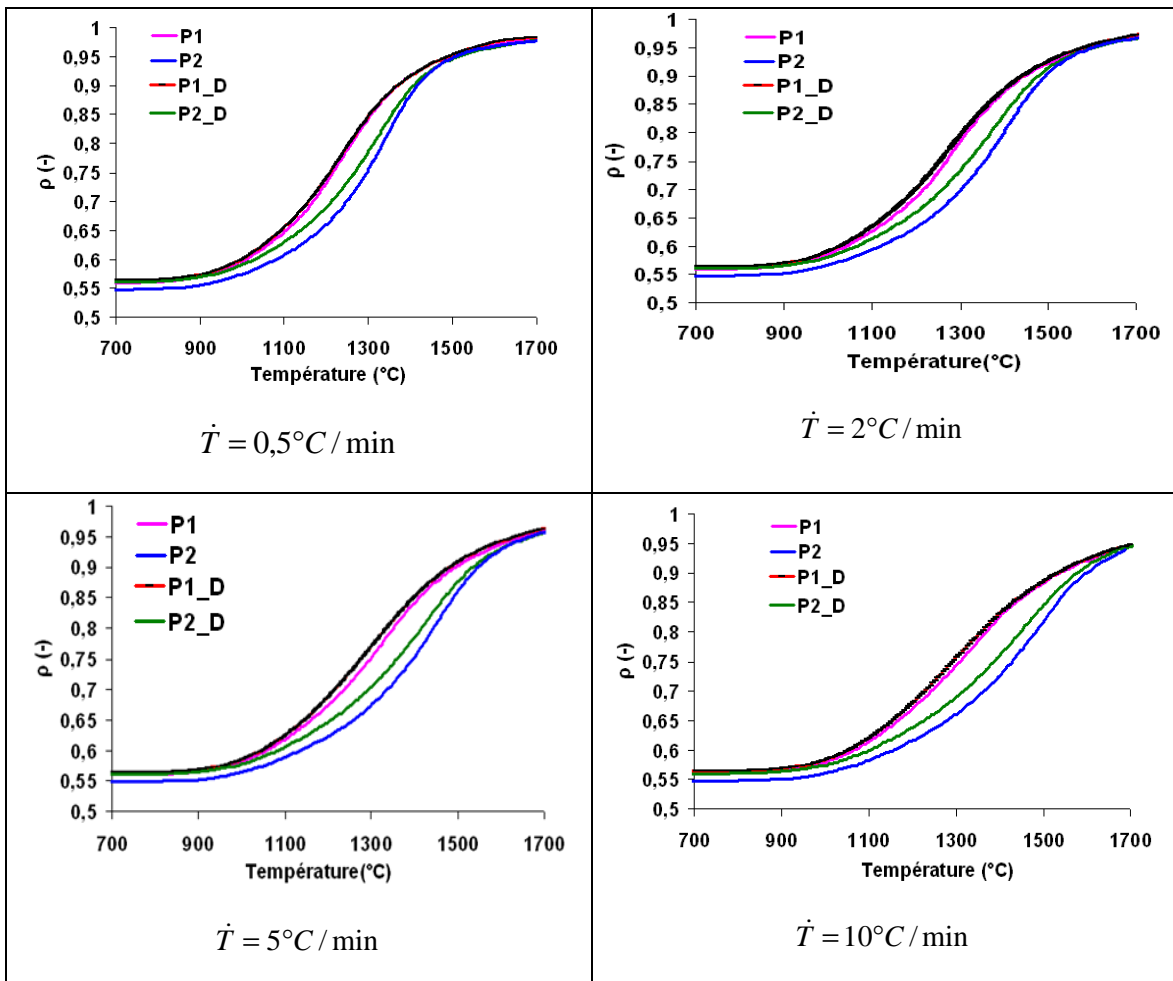 1
0,95
0,9
0,85
0,8
0,75
0,7
0,65
0,6
0,55
0,5
ρ (-)
P1
P2
P1_D
P2_D
700 900 1100 1300 1500 1700
Température (°C)
Ṫ = 0,5°C / min
1
0,95
0,9
0,85
0,8
0,75
0,7
0,65
0,6
0,55
0,5
ρ (-)
P1
P2
P1_D
P2_D
700 900 1100 1300 1500 1700
Température(°C)
Ṫ = 2°C / min
1
0,95
0,9
0,85
0,8
0,75
0,7
0,65
0,6
0,55
0,5
ρ (-)
P1
P2
P1_D
P2_D
700 900 1100 1300 1500 1700
Température(°C)
Ṫ = 5°C / min
1
0,95
0,9
0,85
0,8
0,75
0,7
0,65
0,6
0,55
0,5
ρ (-)
P1
P2
P1_D
P2_D
700 900 1100 1300 1500 1700
Température (°C)
Ṫ = 10°C / min